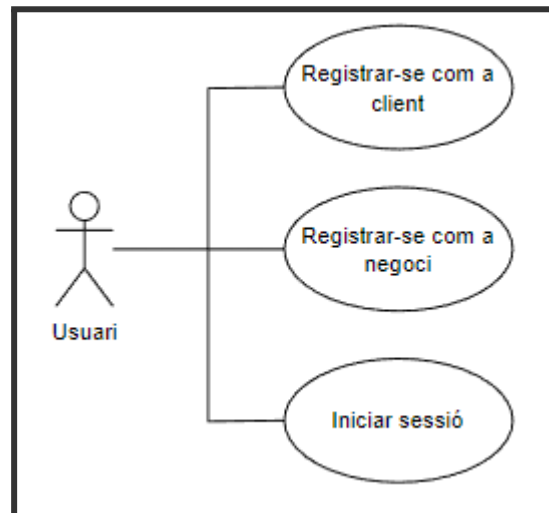 Registrar-se com a
client
Registrar-se com a
negoci
Usuari
Iniciar sessió